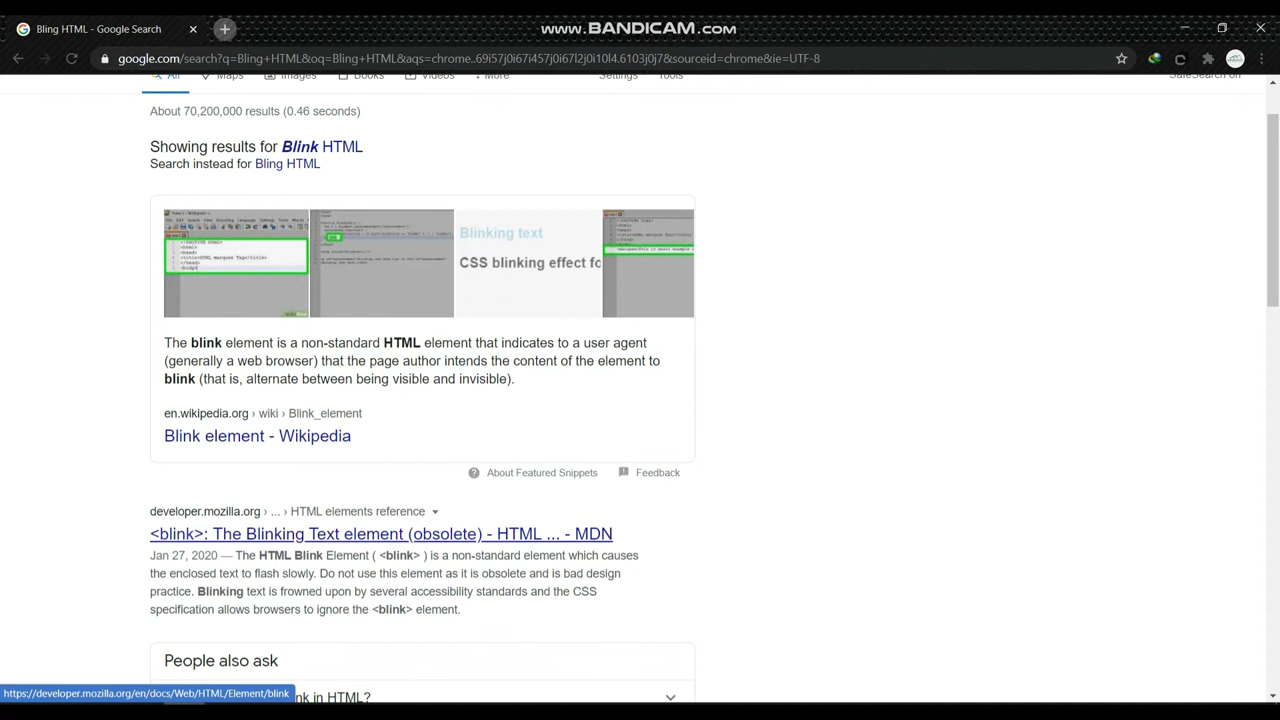 Bling HTML - Google Search
www.BANDICAM.com
google.com/search?q=Bling+HTML&oq=Bling+HTML&aqs=chrome..69i57j0i67i457j0i67l2j0i10l4.6103j0j7&sourceid=chrome&ie=UTF-8
All Maps Images Books Videos More Settings Tools SafeSearch on
About 70,200,000 results (0.46 seconds)
Showing results for Blink HTML
Search instead for Bling HTML
Blinking text
CSS blinking effect fo
The blink element is a non-standard HTML element that indicates to a user agent
(generally a web browser) that the page author intends the content of the element to
blink (that is, alternate between being visible and invisible).
en.wikipedia.org › wiki › Blink_element
Blink element - Wikipedia
About Featured Snippets Feedback
developer.mozilla.org › ... › HTML elements reference
<blink>: The Blinking Text element (obsolete) - HTML ... - MDN
Jan 27, 2020 — The HTML Blink Element ( <blink> ) is a non-standard element which causes
the enclosed text to flash slowly. Do not use this element as it is obsolete and is bad design
practice. Blinking text is frowned upon by several accessibility standards and the CSS
specification allows browsers to ignore the <blink> element.
People also ask
nk in HTML?
https://developer.mozilla.org/en/docs/Web/HTML/Element/blink